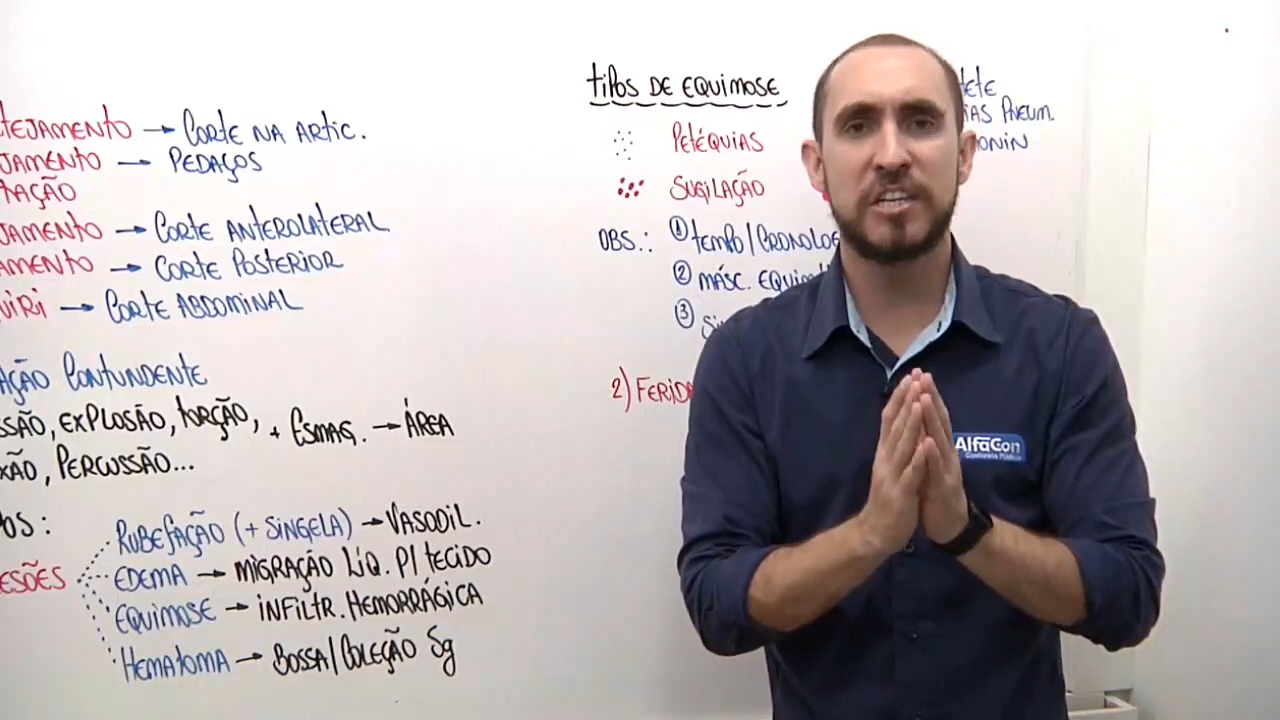 TEJAMENTO → CORTE NA ARTIC.
JAMENTO → PEDAÇOS
AÇÃO
JAMENTO → CORTE ANTEROLATERAL
AMENTO → CORTE POSTERIOR
UIRI → CORTE ABDOMINAL
AÇÃO CONTUNDENTE
SSÃO, EXPLOSÃO, TORÇÃO, + ESMAG. → ÁREA
XÃO, PERCUSSÃO...
OS:
RUBEFAÇÃO (+ SINGELA) → VASODIL.
ESÕES
EDEMA → MIGRAÇÃO LÍQ. P/ TECIDO
EQUIMOSE → INFILTR. HEMORRÁGICA
HEMATOMA → BOSSA/COLEÇÃO Sg
TIPOS DE EQUIMOSE
PETÉQUIAS
SUGILAÇÃO
OBS.: ① TEMPO/CRONOLOG
② MÁSC. EQUIM
③ Si
2) FERIDA
ETE
IAS PNEUM.
ONIN
AlfaCon